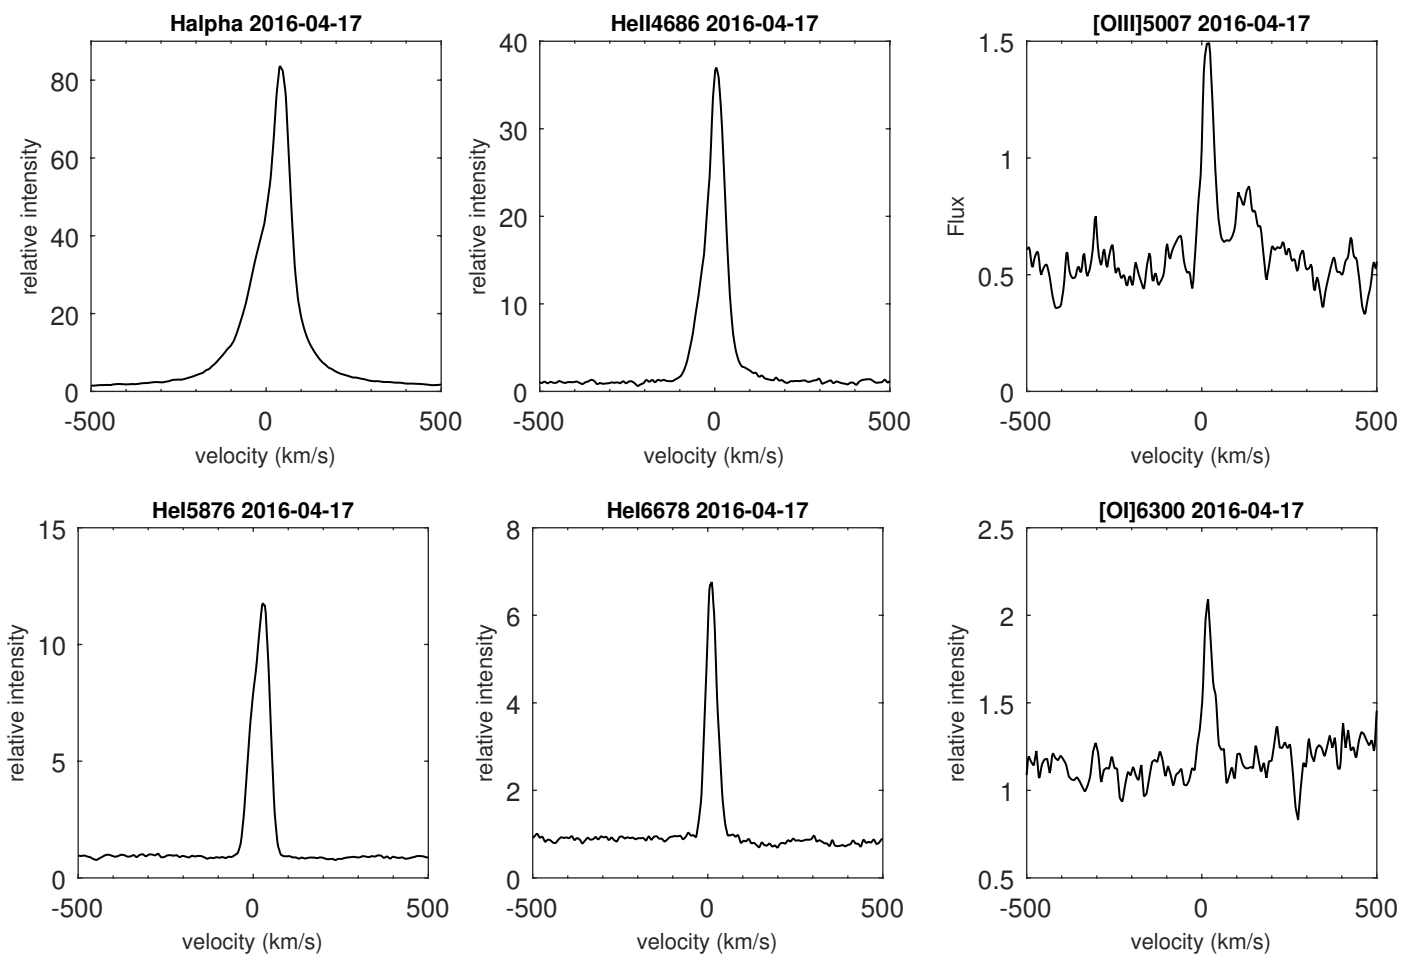 Halpha 2016-04-17
80
60
40
20
0
-500
0
500
relative intensity
velocity (km/s)
HeII4686 2016-04-17
40
30
20
10
0
-500
0
500
relative intensity
velocity (km/s)
[OIII]5007 2016-04-17
1.5
1
0.5
0
-500
0
500
Flux
velocity (km/s)
HeI5876 2016-04-17
15
10
5
0
-500
0
500
relative intensity
velocity (km/s)
HeI6678 2016-04-17
8
6
4
2
0
-500
0
500
relative intensity
velocity (km/s)
[OI]6300 2016-04-17
2.5
2
1.5
1
0.5
-500
0
500
relative intensity
velocity (km/s)